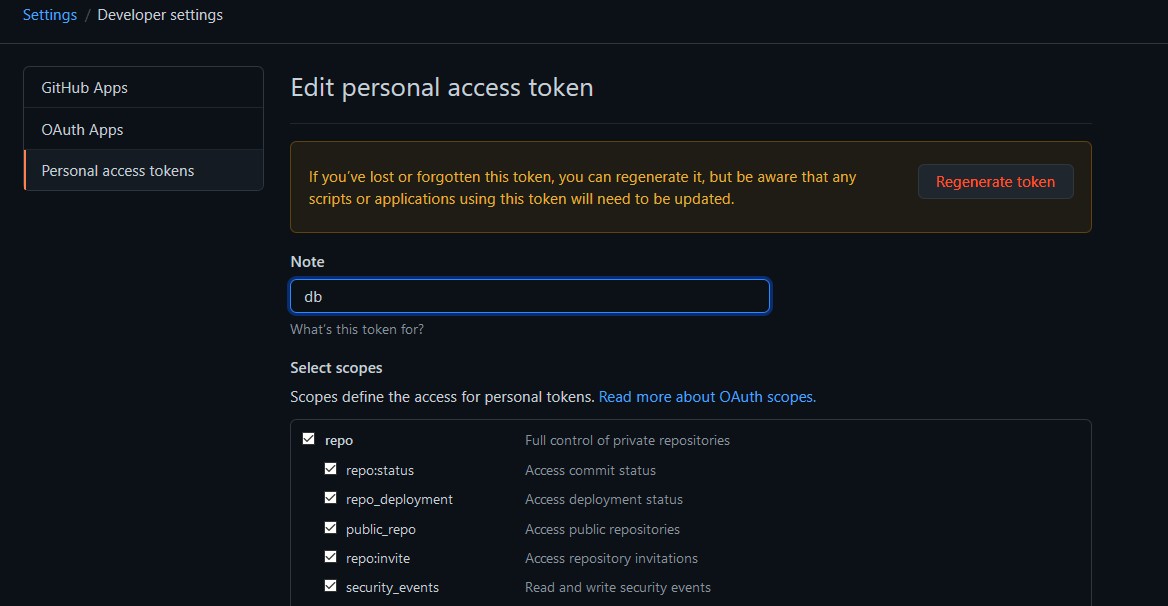 Settings / Developer settings
GitHub Apps
OAuth Apps
Personal access tokens
Edit personal access token
If you've lost or forgotten this token, you can regenerate it, but be aware that any
scripts or applications using this token will need to be updated.
Regenerate token
Note
db
What's this token for?
Select scopes
Scopes define the access for personal tokens. Read more about OAuth scopes.
repo Full control of private repositories
repo:status Access commit status
repo_deployment Access deployment status
public_repo Access public repositories
repo:invite Access repository invitations
security_events Read and write security events